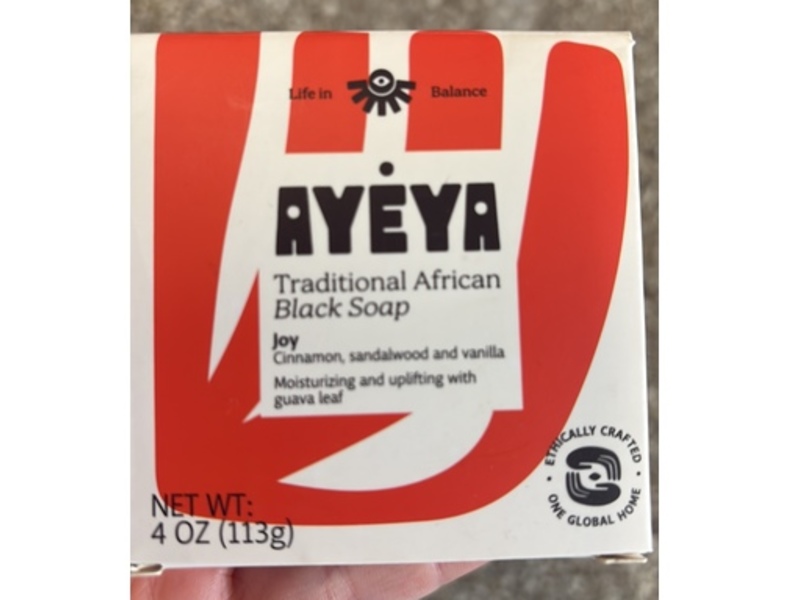 Life in Balance
AYĖYA
Traditional African
Black Soap
Joy
Cinnamon, sandalwood and vanilla
Moisturizing and uplifting with
guava leaf
• ETHICALLY CRAFTED •
ONE GLOBAL HOME
NET WT:
4 OZ (113g)